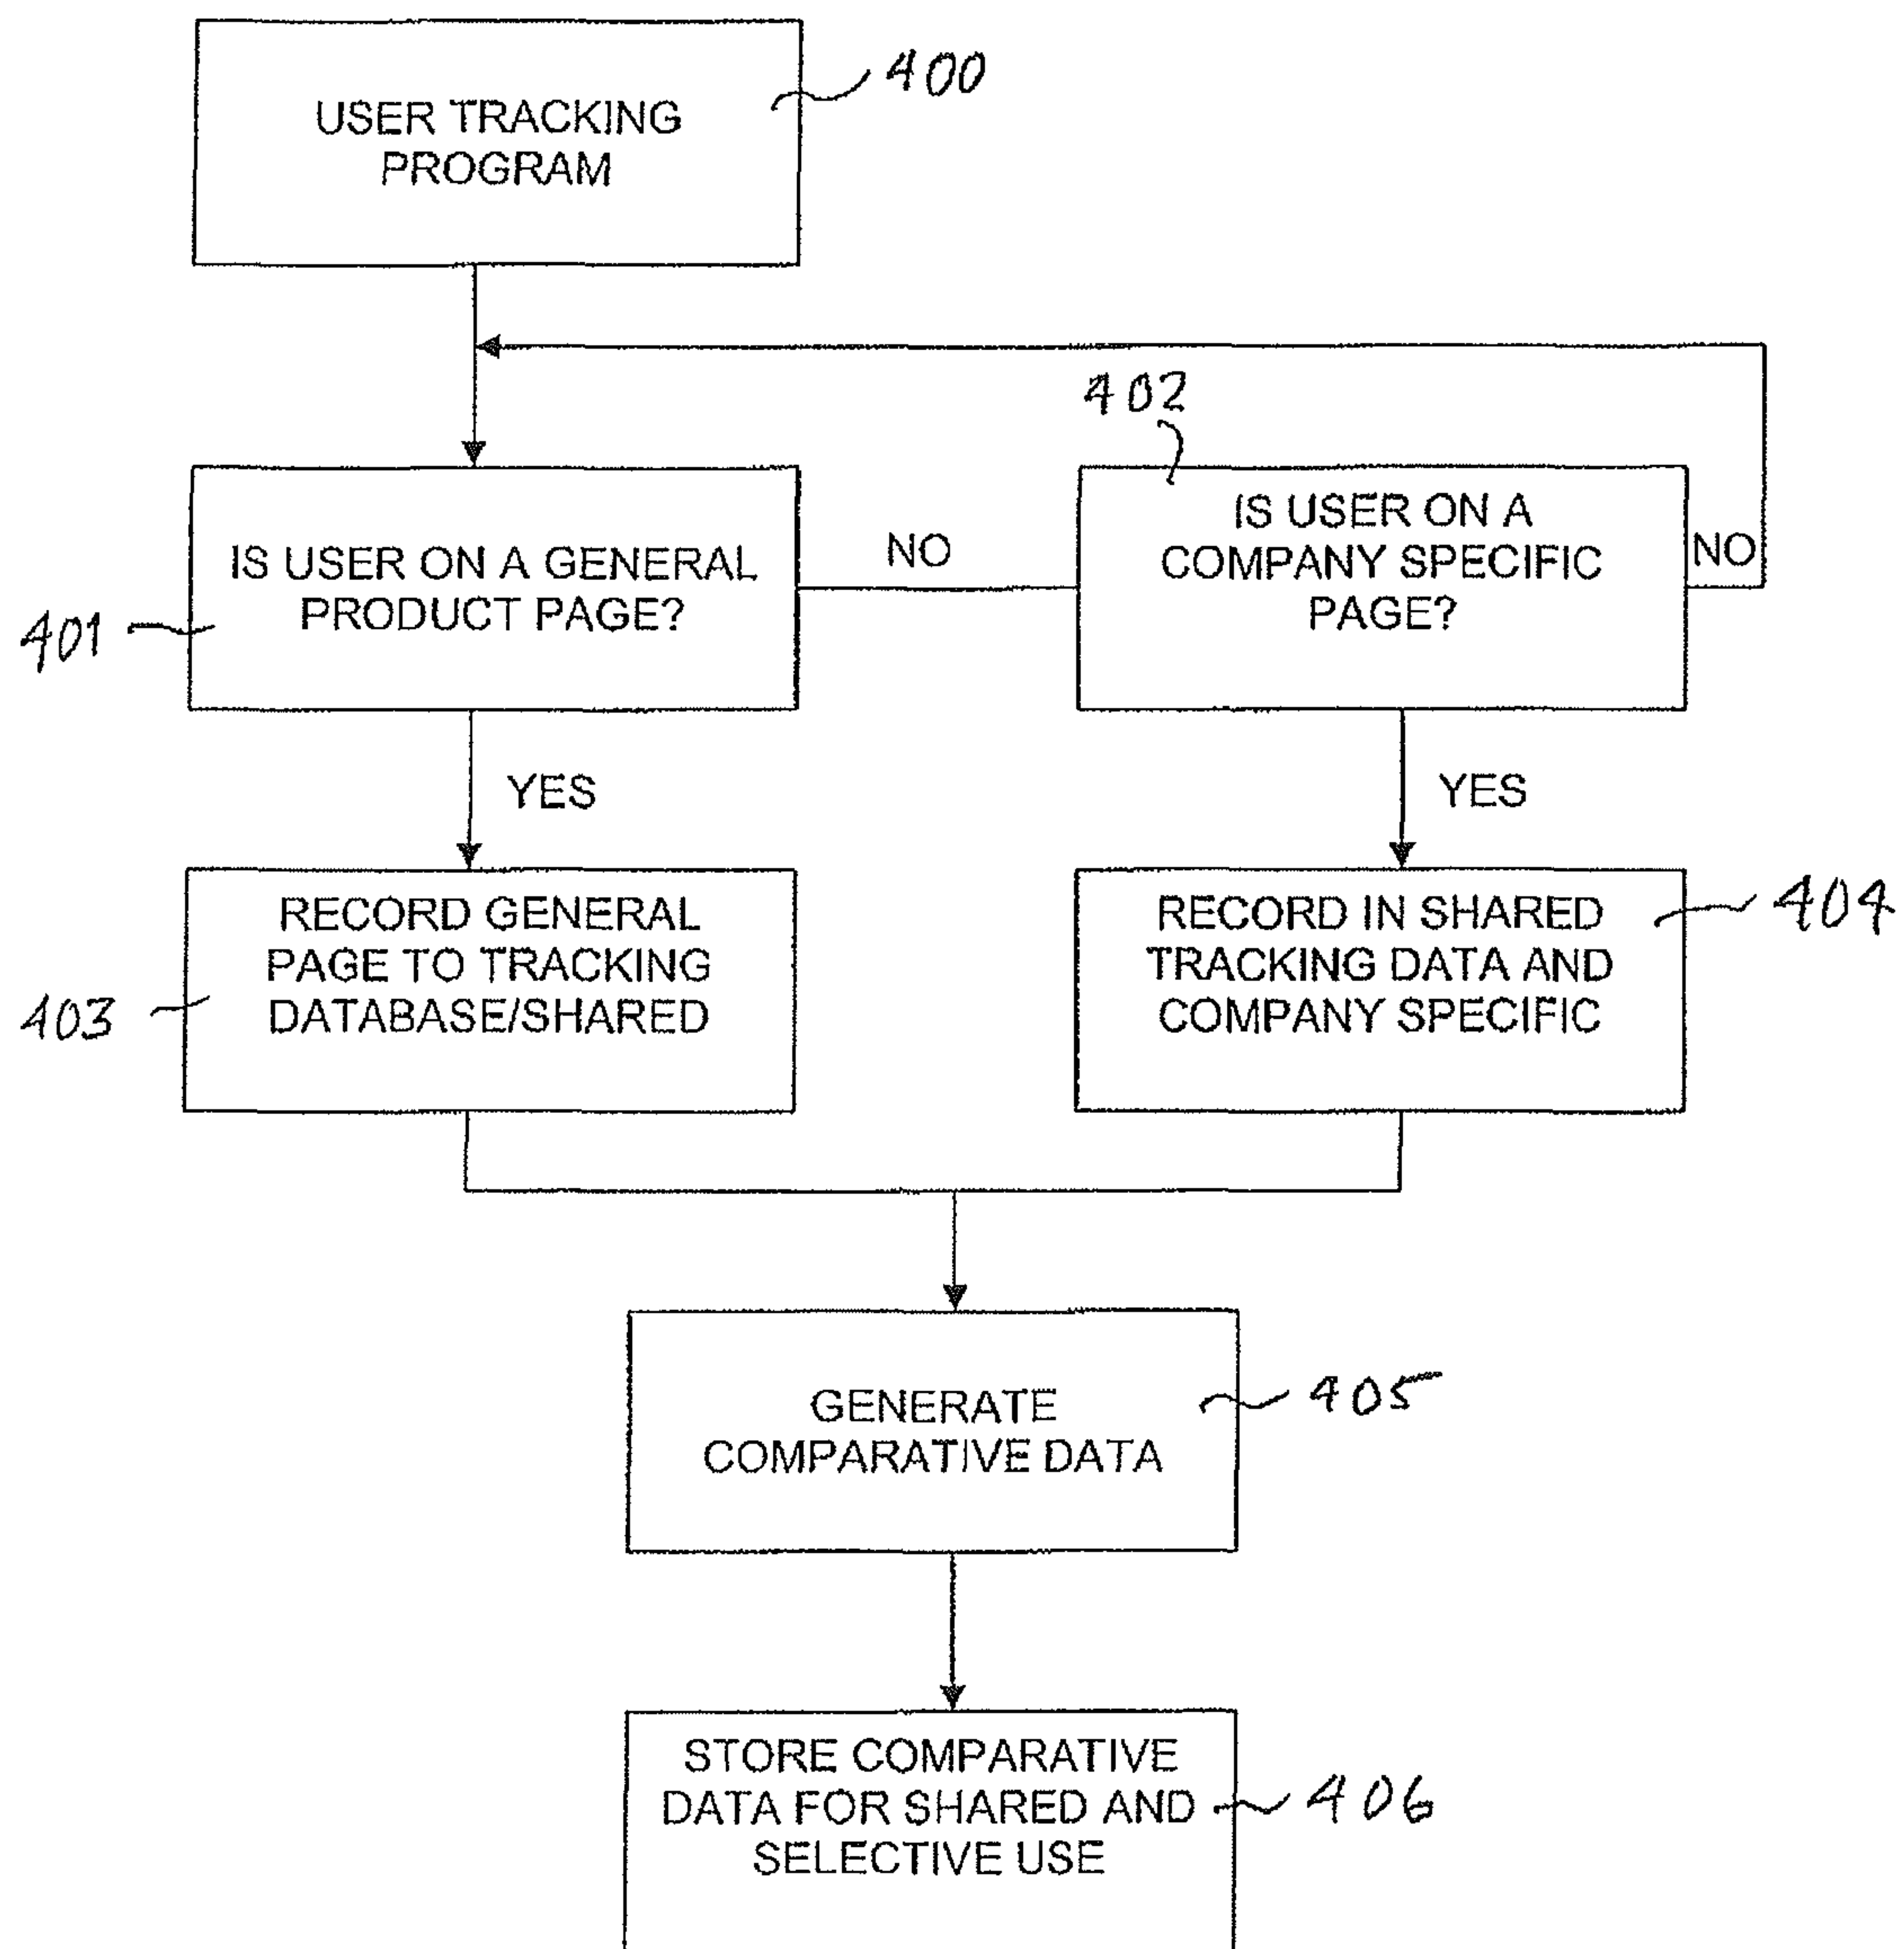 USER TRACKING
PROGRAM
400
402
IS USER ON A GENERAL
PRODUCT PAGE?
401
NO
IS USER ON A
COMPANY SPECIFIC
PAGE?
NO
YES
YES
RECORD GENERAL
PAGE TO TRACKING
DATABASE/SHARED
403
RECORD IN SHARED
TRACKING DATA AND
COMPANY SPECIFIC
404
GENERATE
COMPARATIVE DATA
405
STORE COMPARATIVE
DATA FOR SHARED AND
SELECTIVE USE
406